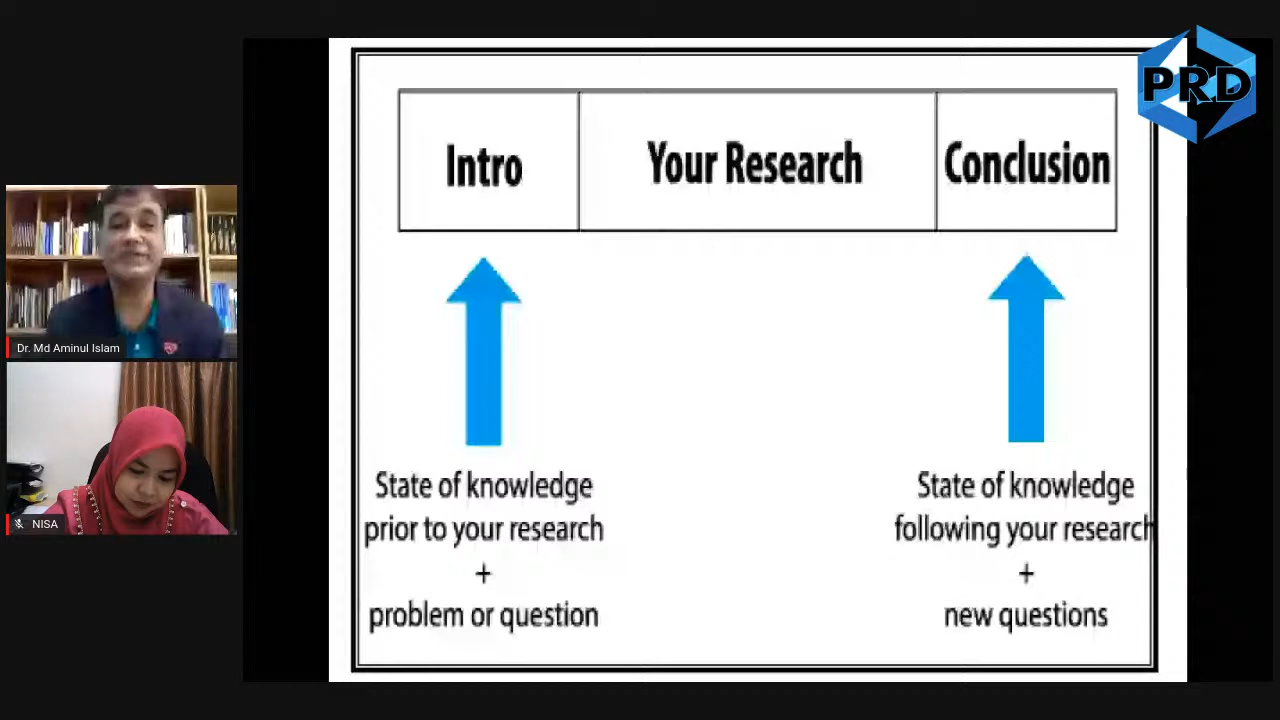 PRD
Intro
Your Research
Conclusion
State of knowledge
prior to your research
+
problem or question
State of knowledge
following your research
+
new questions
Dr. Md Aminul Islam
NISA